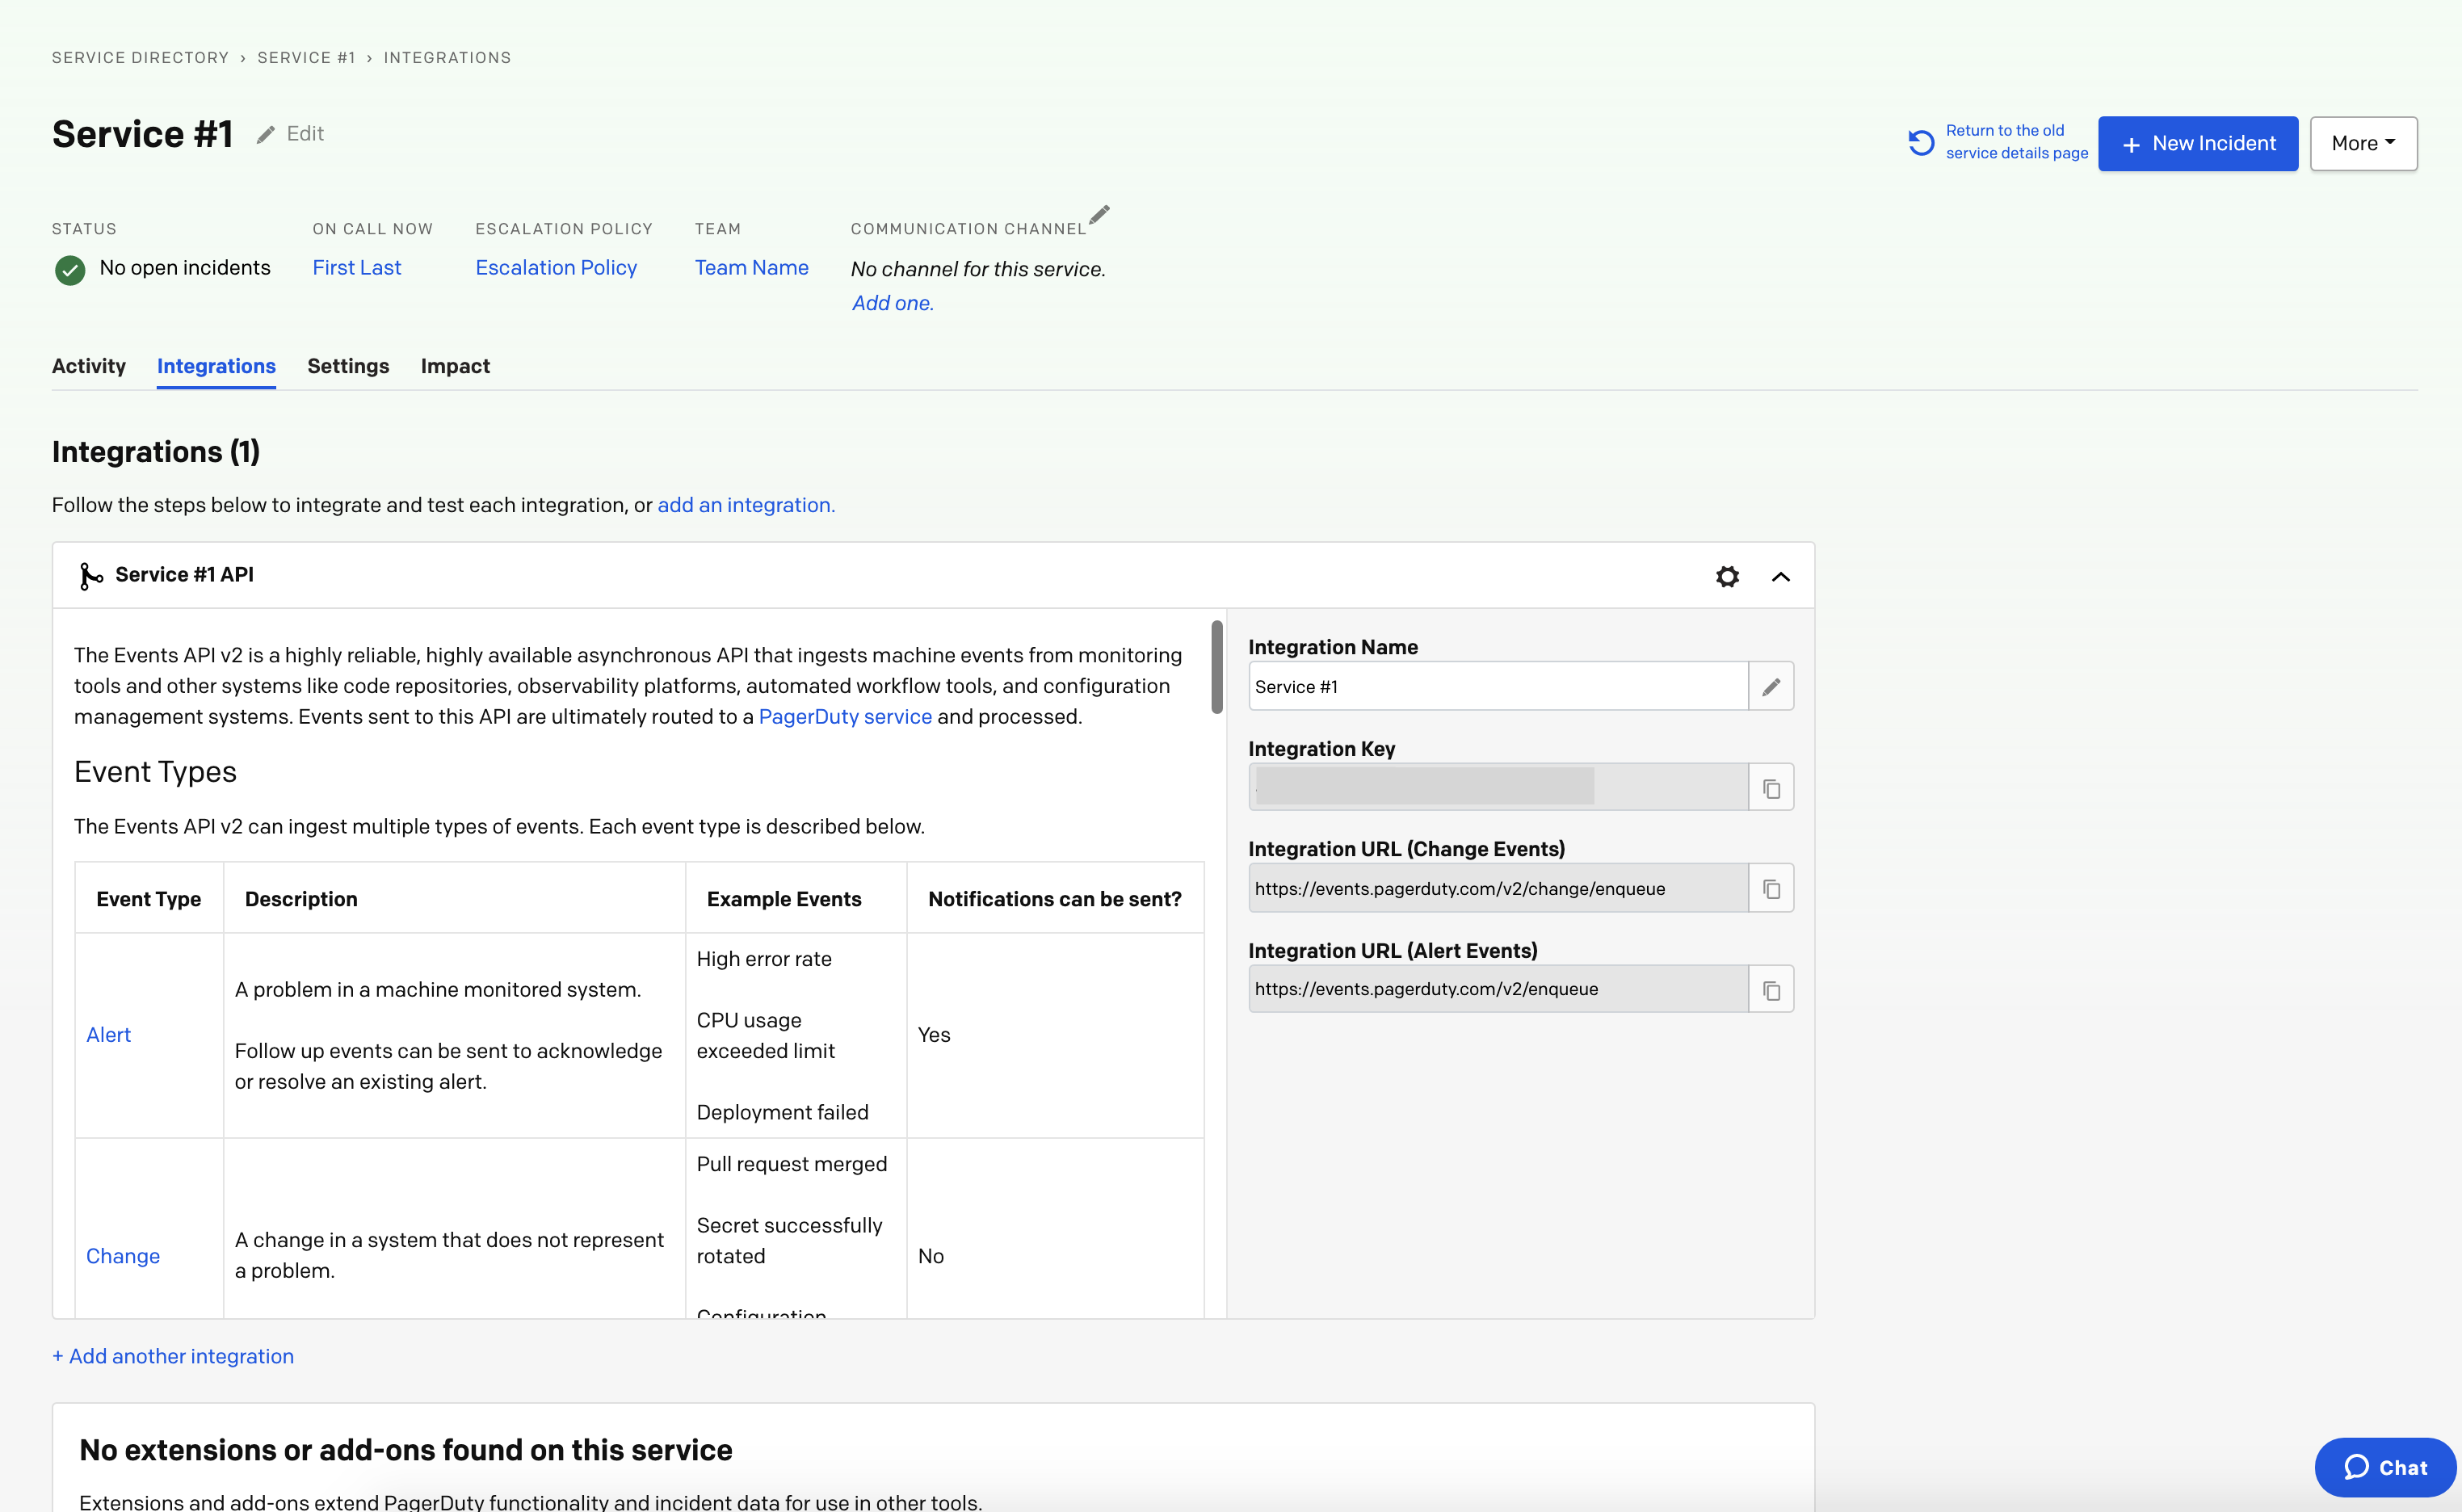 SERVICE DIRECTORY › SERVICE #1 › INTEGRATIONS
Service #1 Edit
Return to the old
service details page
+ New Incident
More
STATUS
No open incidents
ON CALL NOW
First Last
ESCALATION POLICY
Escalation Policy
TEAM
Team Name
COMMUNICATION CHANNEL
No channel for this service.
Add one.
Activity Integrations Settings Impact
Integrations (1)
Follow the steps below to integrate and test each integration, or add an integration.
Service #1 API
The Events API v2 is a highly reliable, highly available asynchronous API that ingests machine events from monitoring
tools and other systems like code repositories, observability platforms, automated workflow tools, and configuration
management systems. Events sent to this API are ultimately routed to a PagerDuty service and processed.
Event Types
The Events API v2 can ingest multiple types of events. Each event type is described below.
Event Type Description Example Events Notifications can be sent?
Alert
A problem in a machine monitored system.
Follow up events can be sent to acknowledge
or resolve an existing alert.
High error rate
CPU usage
exceeded limit
Deployment failed
Yes
Change
A change in a system that does not represent
a problem.
Pull request merged
Secret successfully
rotated
Configuration
No
Integration Name
Service #1
Integration Key
Integration URL (Change Events)
https://events.pagerduty.com/v2/change/enqueue
Integration URL (Alert Events)
https://events.pagerduty.com/v2/enqueue
+ Add another integration
No extensions or add-ons found on this service
Extensions and add-ons extend PagerDuty functionality and incident data for use in other tools.
Chat